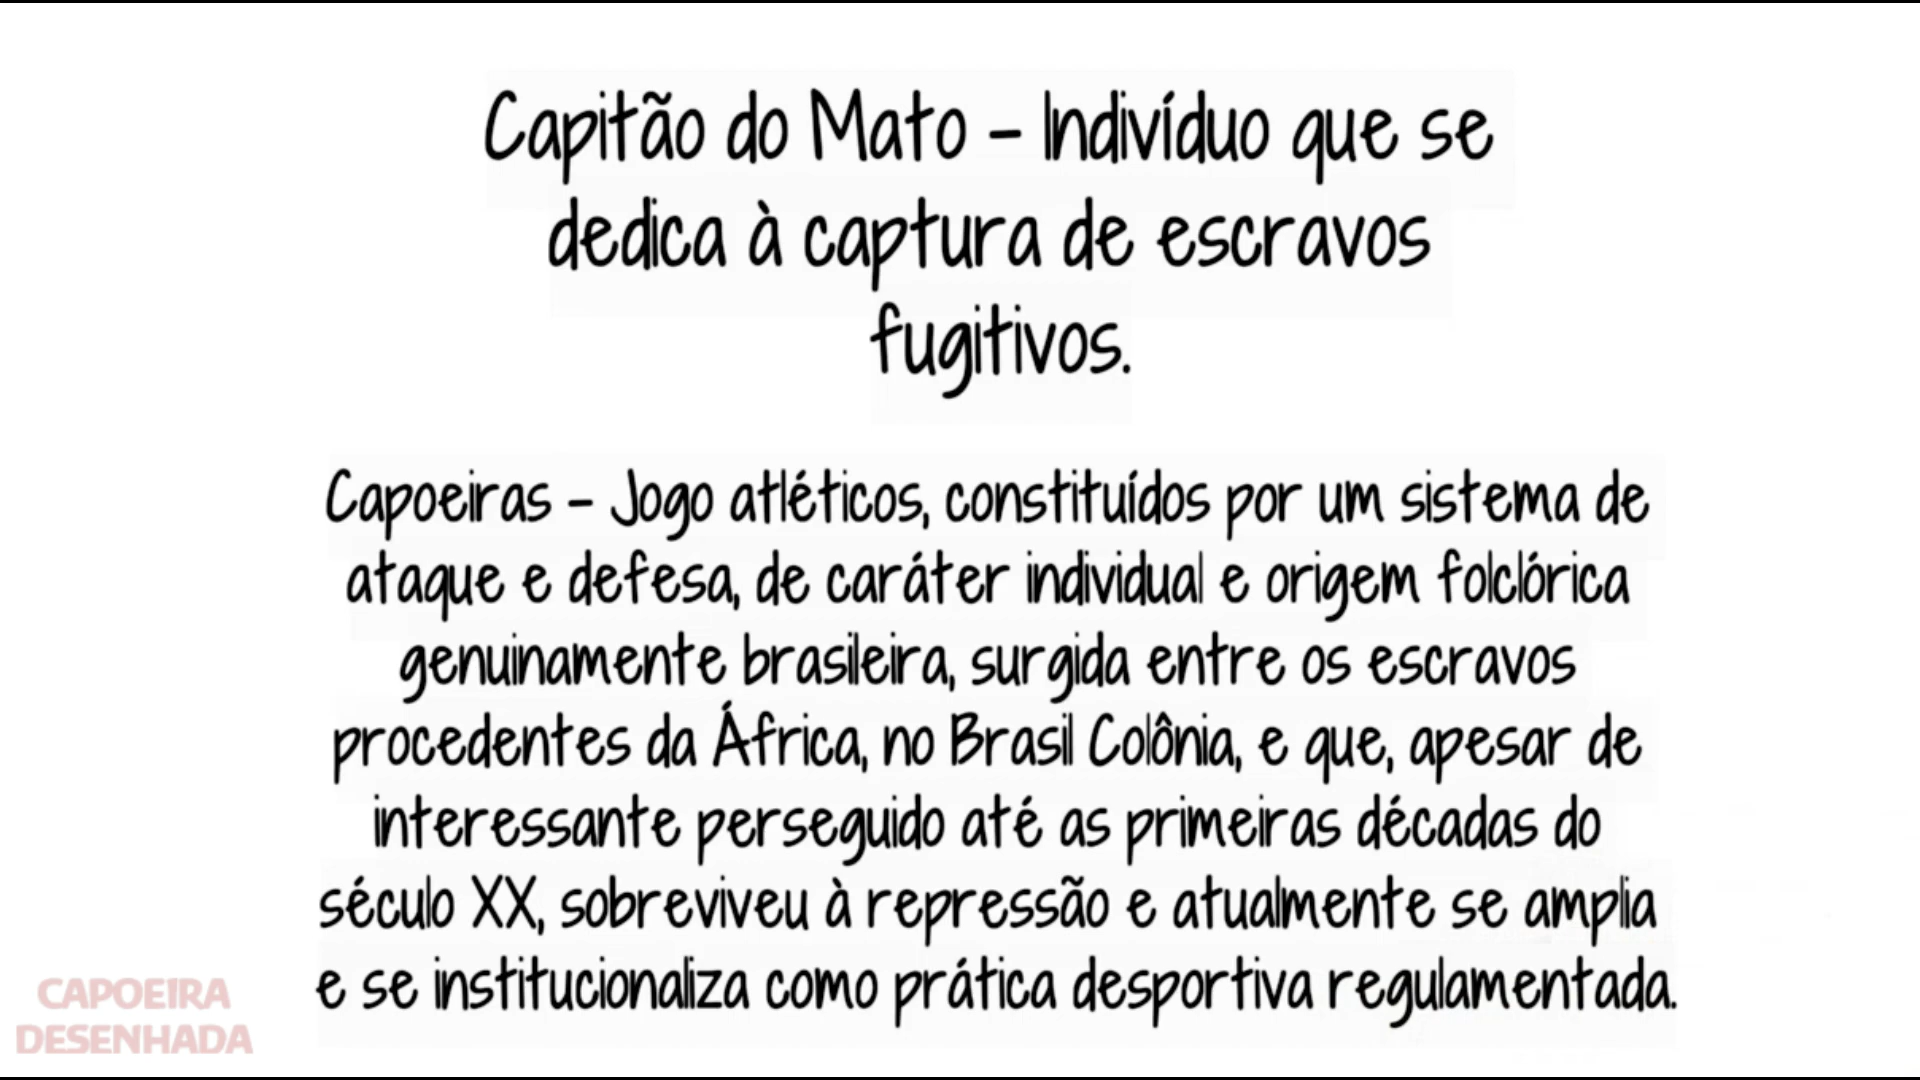 Capitão do Mato - Indivíduo que se
dedica à captura de escravos
fugitivos.
Capoeiras - Jogo atléticos, constituídos por um sistema de
ataque e defesa, de caráter individual e origem folclórica
genuinamente brasileira, surgida entre os escravos
procedentes da África, no Brasil Colônia, e que, apesar de
interessante perseguido até as primeiras décadas do
século XX, sobreviveu à repressão e atualmente se amplia
e se institucionaliza como prática desportiva regulamentada.
CAPOEIRA
DESENHADA